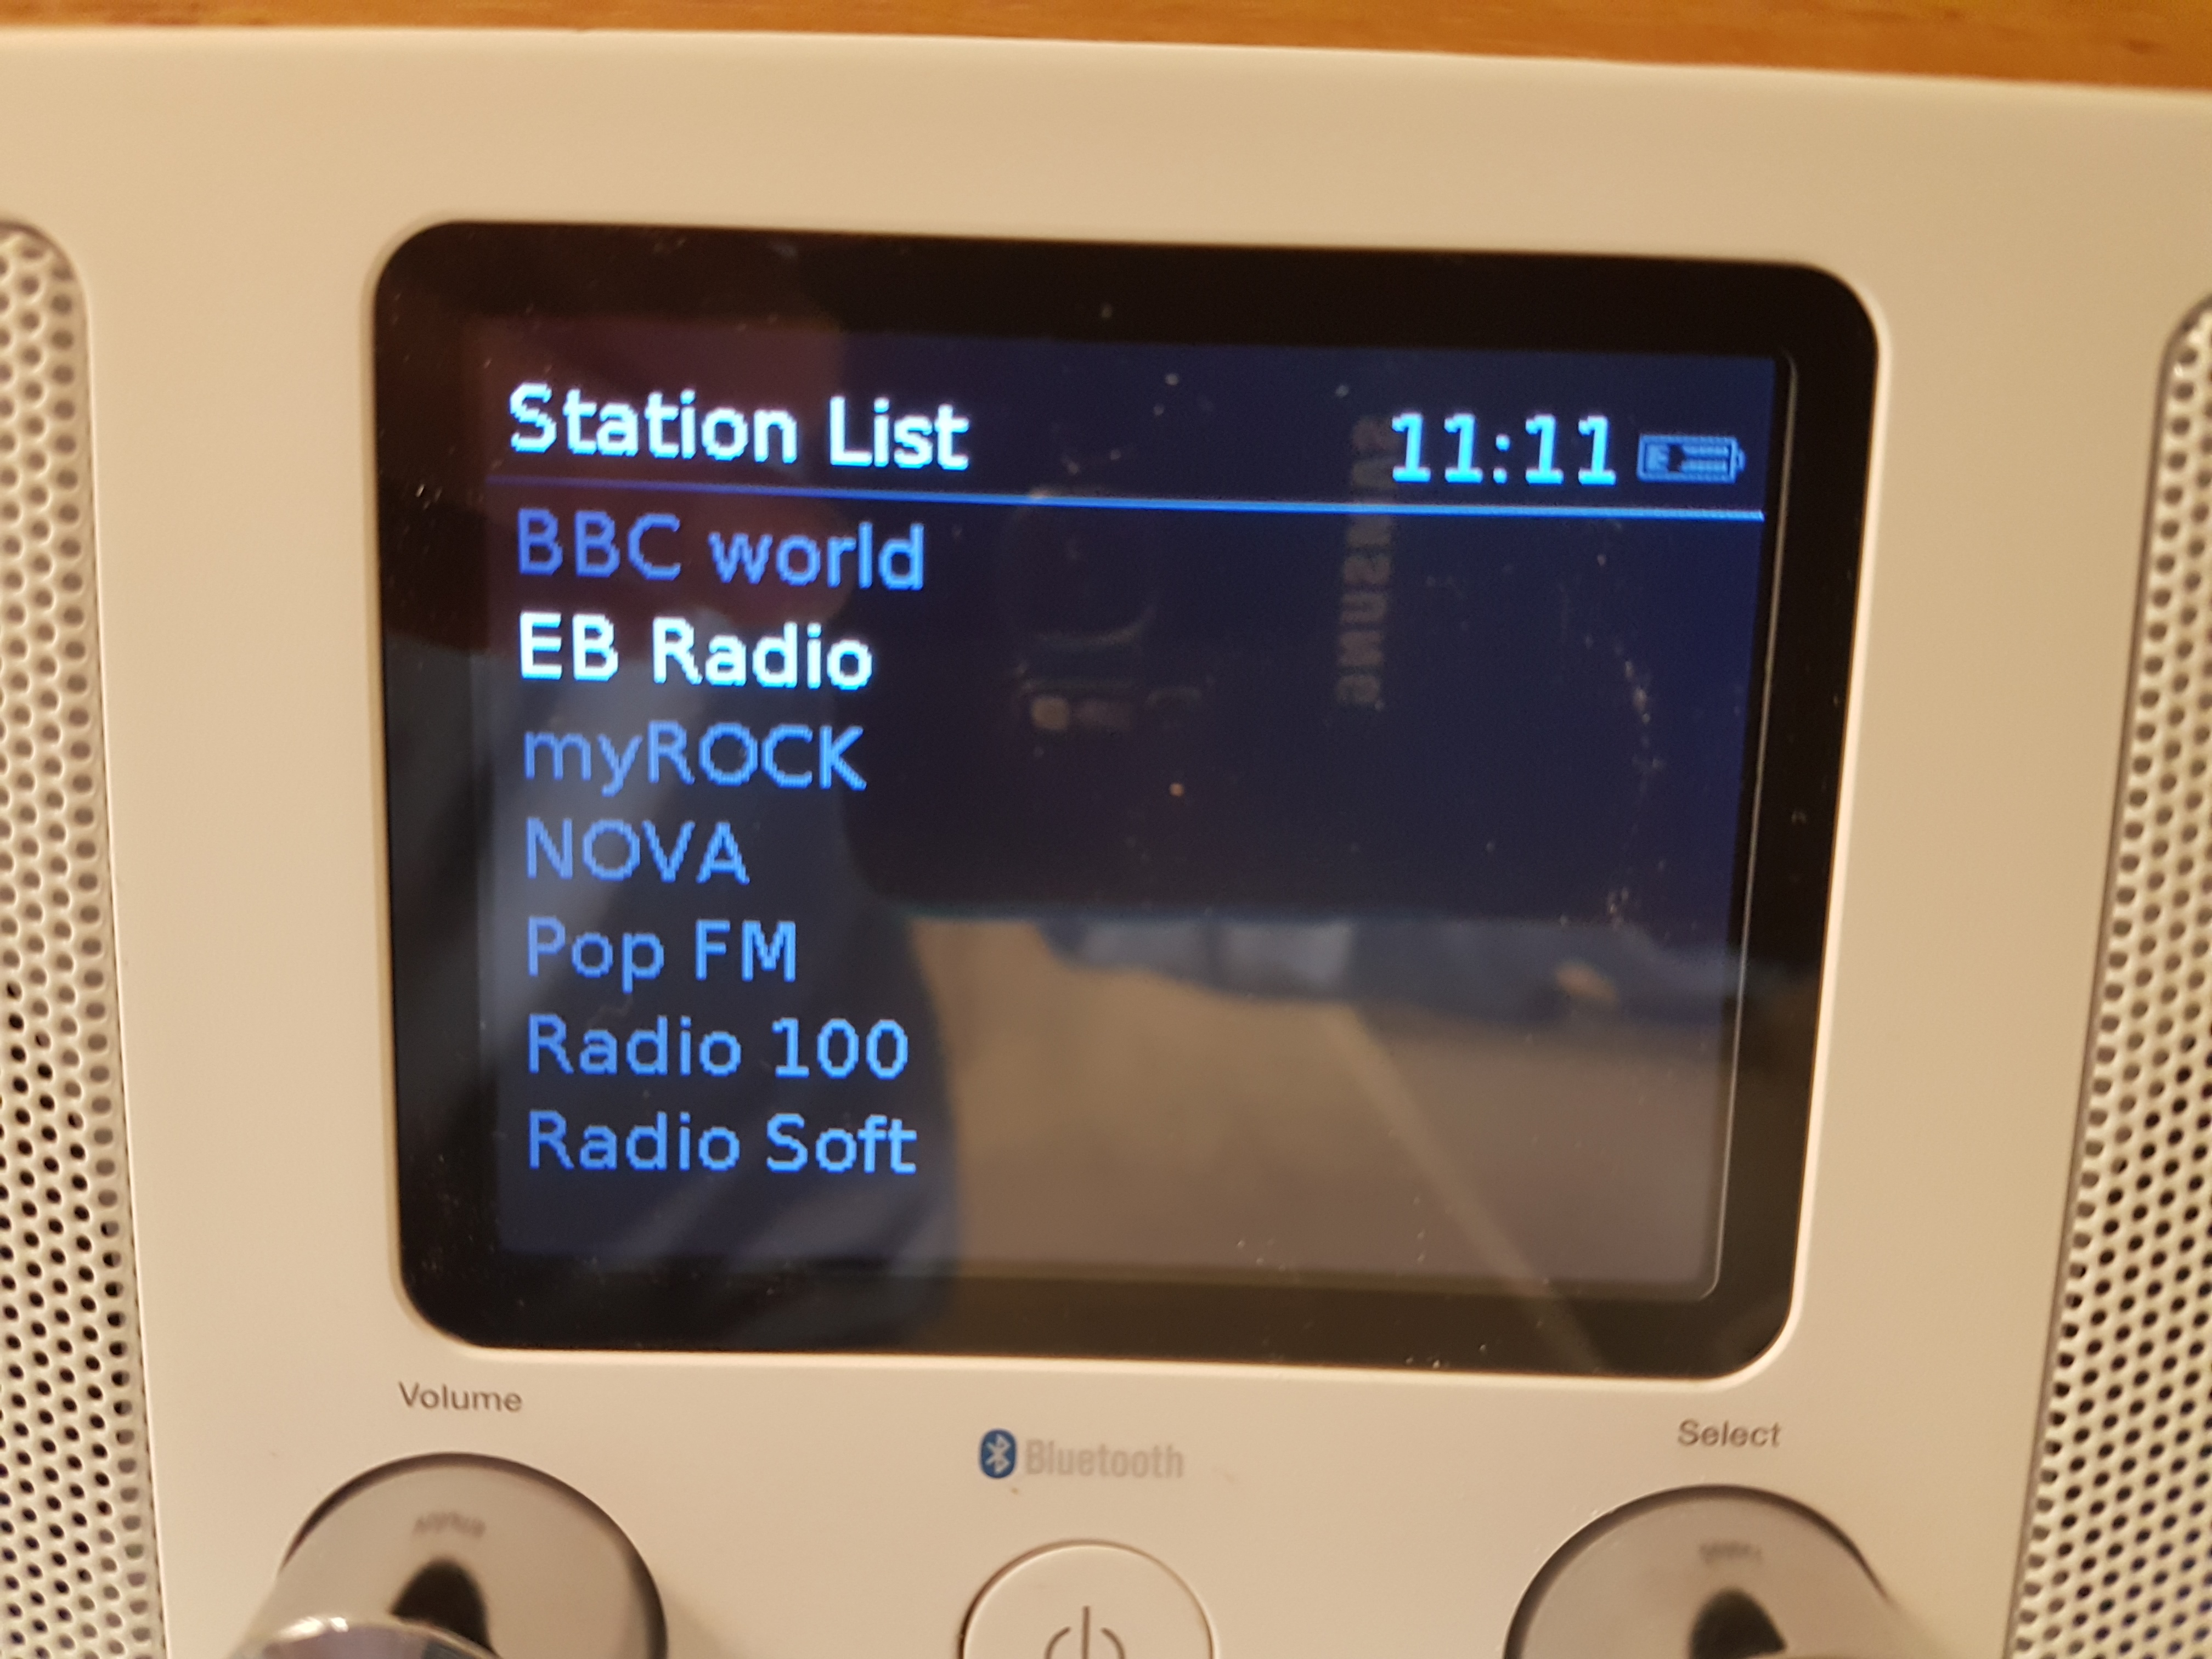 Station List 11:11
BBC world
EB Radio
myROCK
NOVA
Pop FM
Radio 100
Radio Soft
SAMSUNG
Volume
Bluetooth
Select